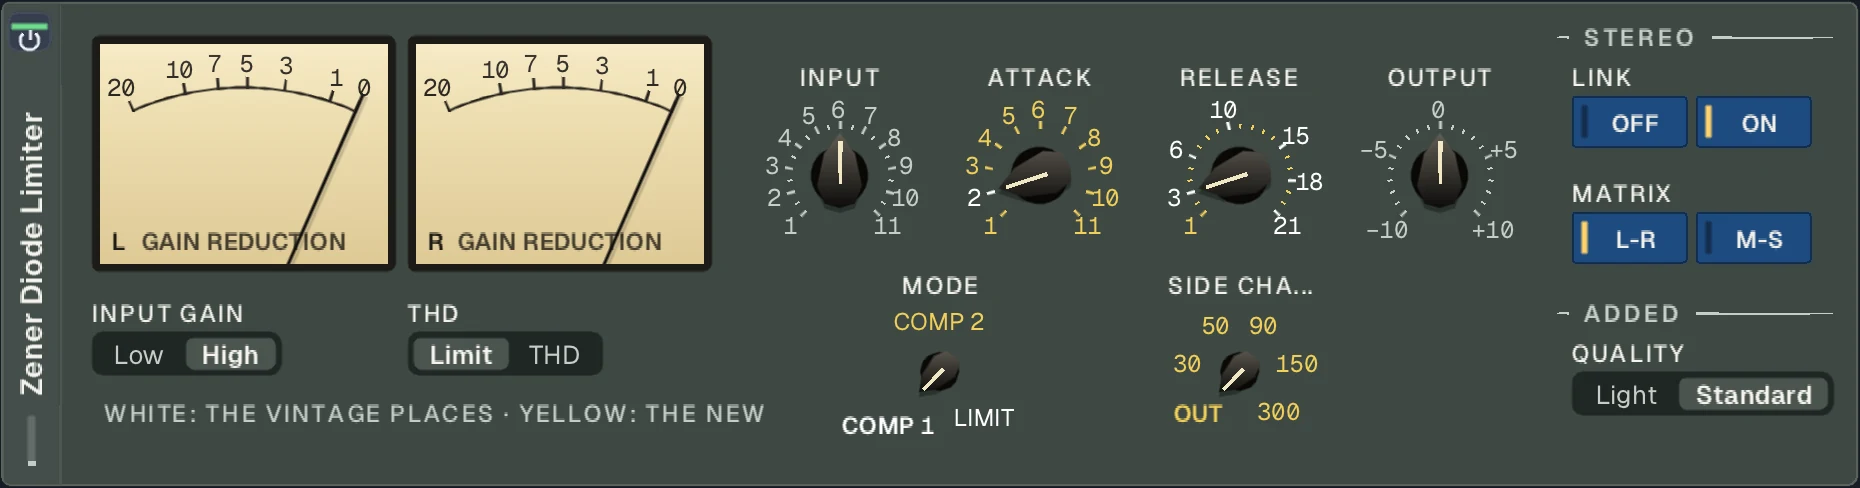 Zener Diode Limiter
20 10 7 5 3 1 0
L GAIN REDUCTION
20 10 7 5 3 1 0
R GAIN REDUCTION
INPUT GAIN
Low High
THD
Limit THD
WHITE: THE VINTAGE PLACES · YELLOW: THE NEW
INPUT
1 2 3 4 5 6 7 8 9 10 11
ATTACK
1 2 3 4 5 6 7 8 9 10 11
RELEASE
1 3 6 10 15 18 21
OUTPUT
−10 −5 0 +5 +10
MODE
COMP 2
COMP 1 LIMIT
SIDE CHA...
50 90
30 150
OUT 300
STEREO
LINK
OFF ON
MATRIX
L-R M-S
ADDED
QUALITY
Light Standard